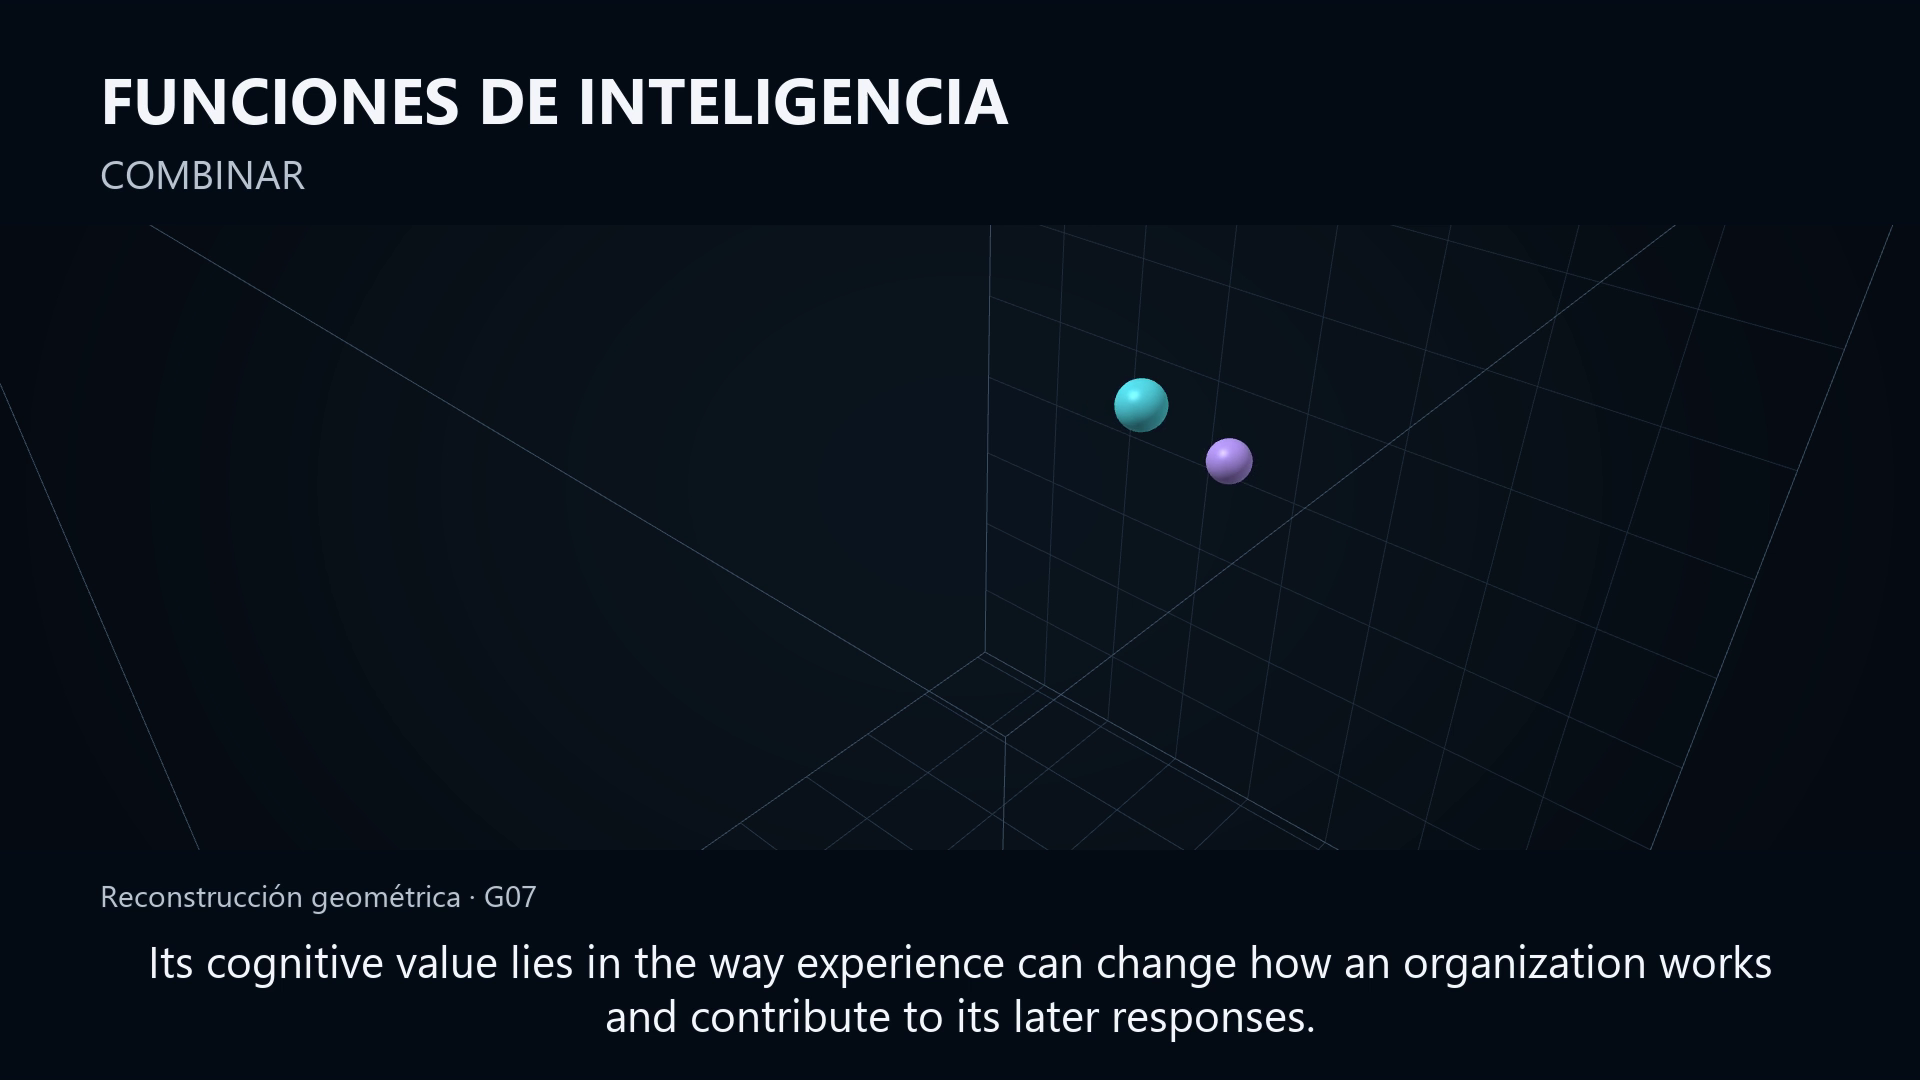 FUNCIONES DE INTELIGENCIA
COMBINAR
Reconstrucción geométrica · G07
Its cognitive value lies in the way experience can change how an organization works
and contribute to its later responses.